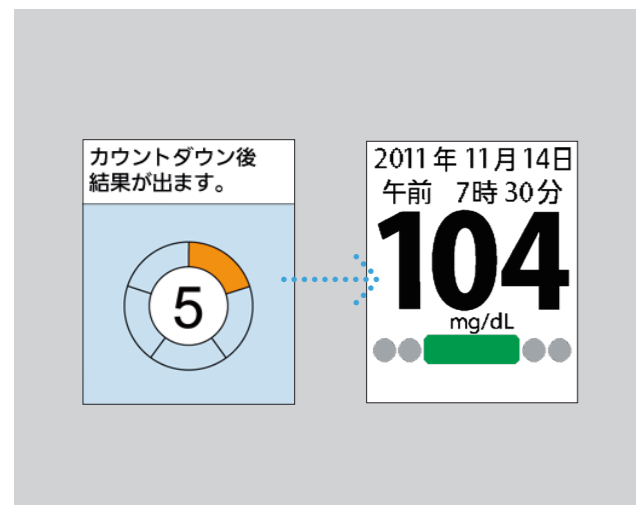 カウントダウン後
結果が出ます。
5
2011年11月14日
午前 7時30分
104
mg/dL